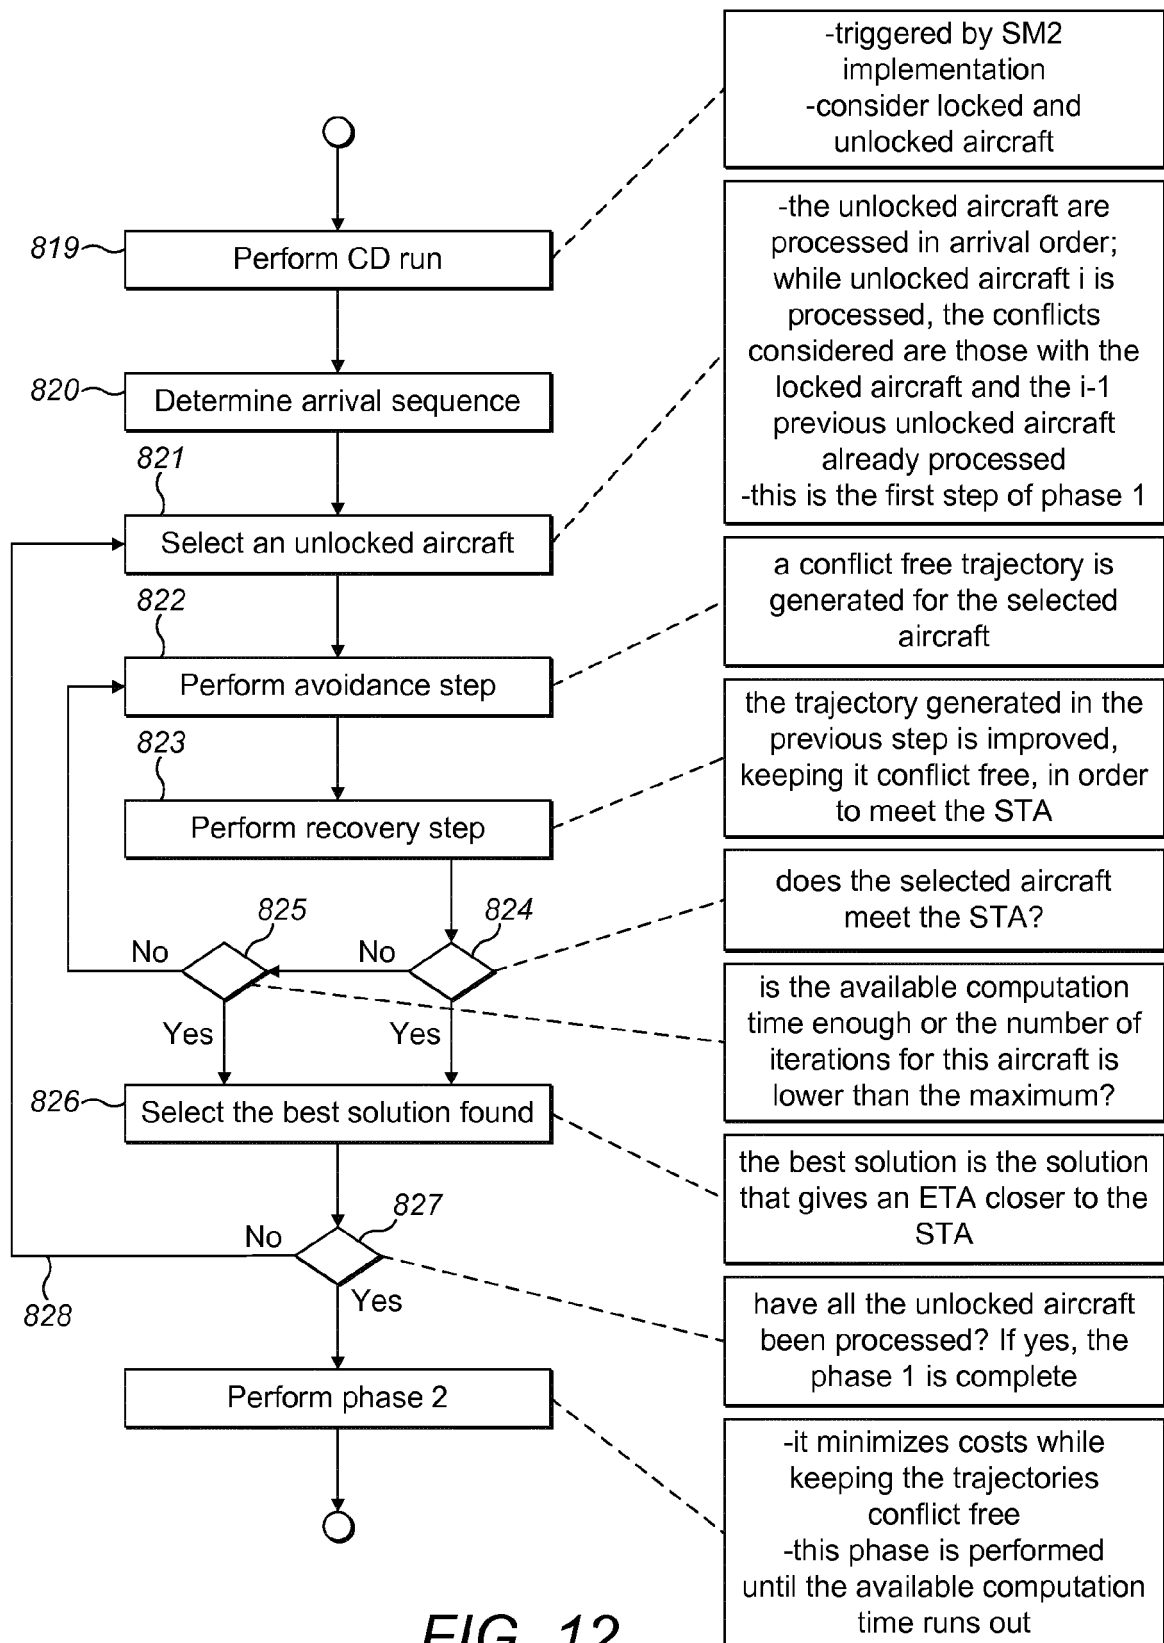 -triggered by SM2
implementation
-consider locked and
unlocked aircraft
819
Perform CD run
-the unlocked aircraft are
processed in arrival order;
while unlocked aircraft i is
processed, the conflicts
considered are those with the
locked aircraft and the i-1
previous unlocked aircraft
already processed
-this is the first step of phase 1
820
Determine arrival sequence
821
Select an unlocked aircraft
a conflict free trajectory is
generated for the selected
aircraft
822
Perform avoidance step
the trajectory generated in the
previous step is improved,
keeping it conflict free, in order
to meet the STA
823
Perform recovery step
does the selected aircraft
meet the STA?
825
824
No
No
is the available computation
time enough or the number of
iterations for this aircraft is
lower than the maximum?
Yes
Yes
826
Select the best solution found
the best solution is the solution
that gives an ETA closer to the
STA
827
No
Yes
828
have all the unlocked aircraft
been processed? If yes, the
phase 1 is complete
Perform phase 2
-it minimizes costs while
keeping the trajectories
conflict free
-this phase is performed
until the available computation
time runs out
FIG. 12